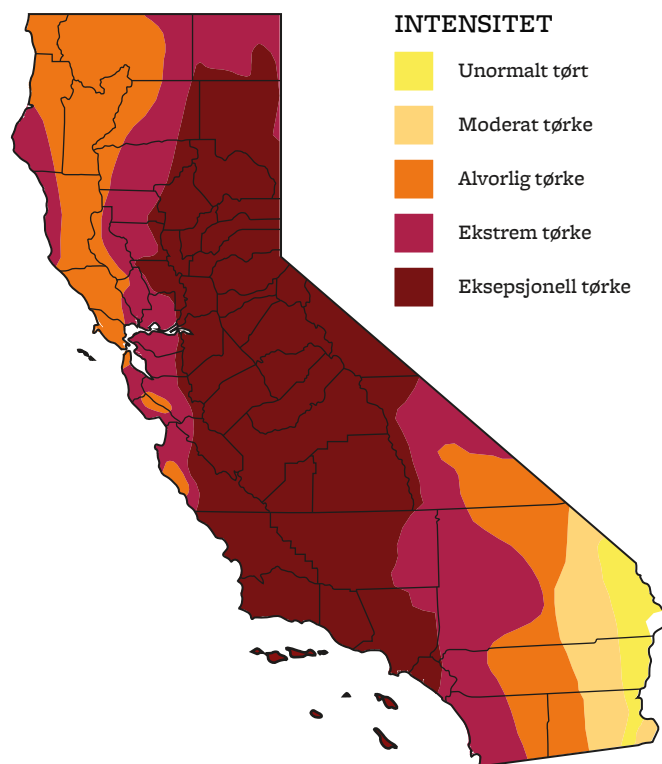 INTENSITET
Unormalt tørt
Moderat tørke
Alvorlig tørke
Ekstrem tørke
Eksepsjonell tørke